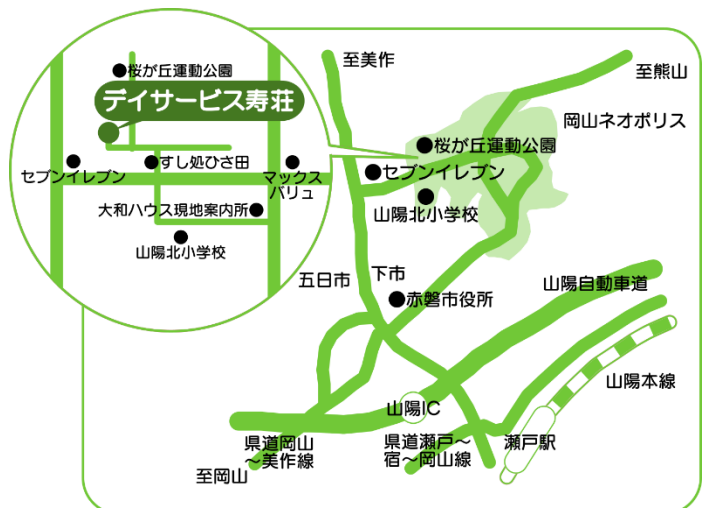 桜が丘運動公園
デイサービス寿荘
セブンイレブン
すし処ひさ田
マックス
バリュ
大和ハウス現地案内所
山陽北小学校
至美作
至熊山
岡山ネオポリス
桜が丘運動公園
セブンイレブン
山陽北小学校
五日市
下市
赤磐市役所
山陽自動車道
山陽本線
山陽IC
県道岡山
～美作線
至岡山
県道瀬戸～
宿～岡山線
瀬戸駅